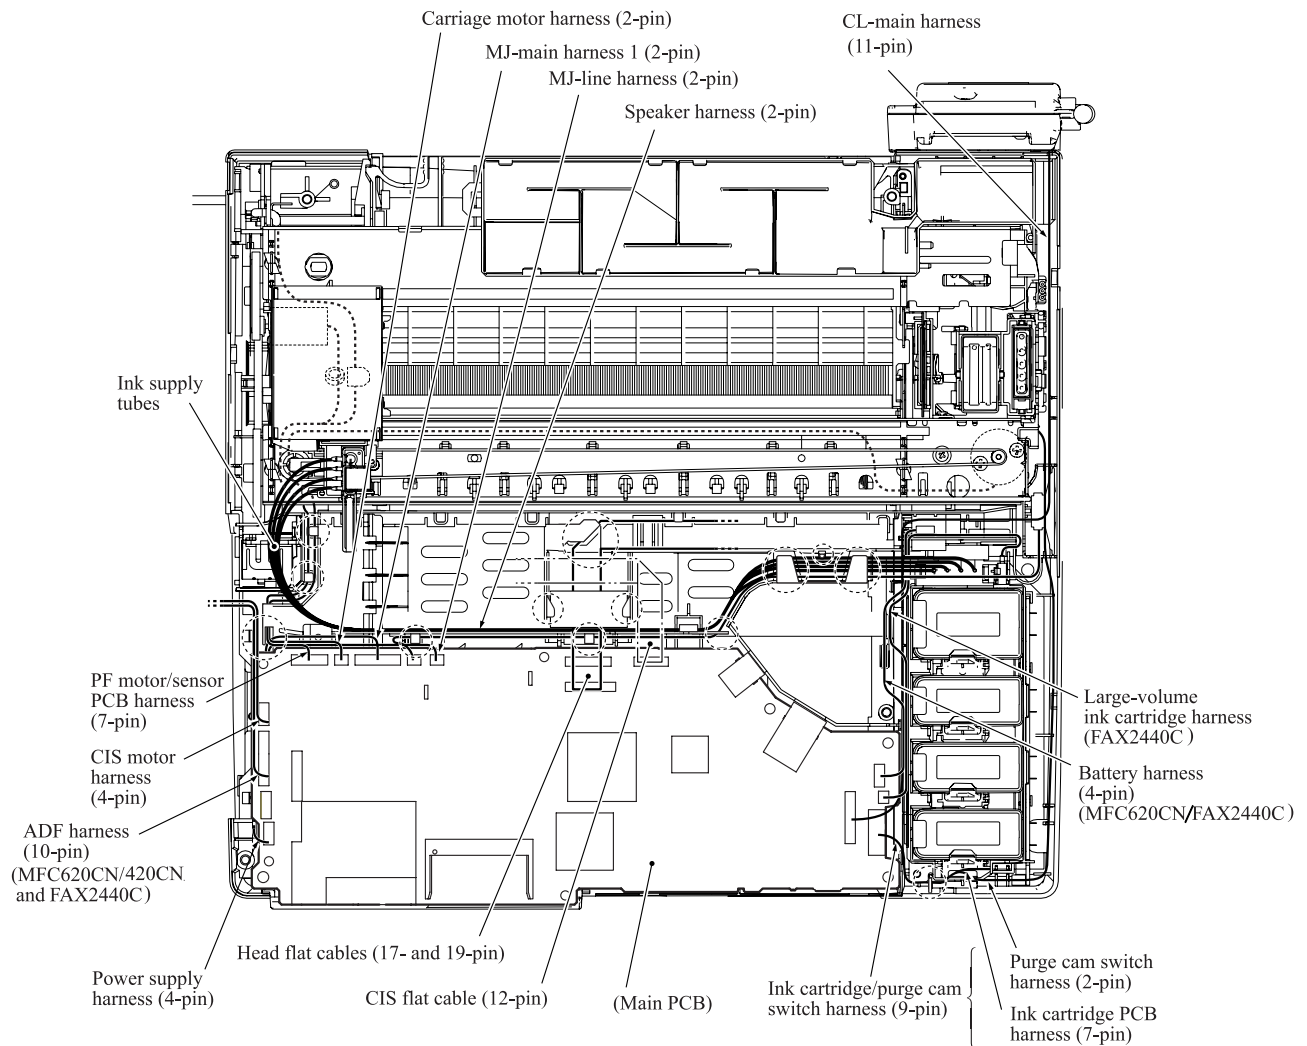 Carriage motor harness (2-pin)
MJ-main harness 1 (2-pin)
MJ-line harness (2-pin)
Speaker harness (2-pin)
CL-main harness
(11-pin)
Ink supply
tubes
PF motor/sensor
PCB harness
(7-pin)
CIS motor
harness
(4-pin)
ADF harness
(10-pin)
(MFC620CN/420CN
and FAX2440C)
Power supply
harness (4-pin)
Head flat cables (17- and 19-pin)
CIS flat cable (12-pin)
(Main PCB)
Large-volume
ink cartridge harness
(FAX2440C )
Battery harness
(4-pin)
(MFC620CN/FAX2440C )
Ink cartridge/purge cam
switch harness (9-pin)
Purge cam switch
harness (2-pin)
Ink cartridge PCB
harness (7-pin)